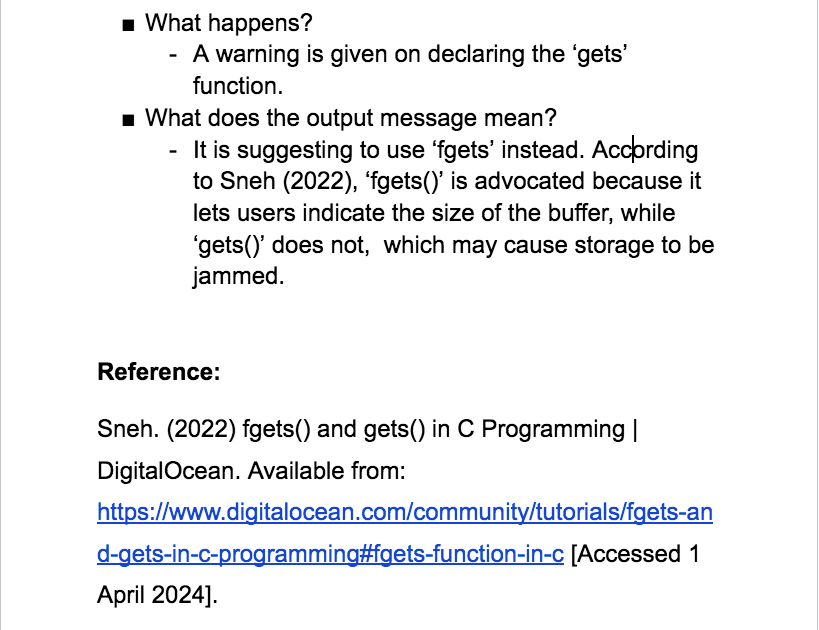 ■ What happens?
- A warning is given on declaring the ‘gets’
function.
■ What does the output message mean?
- It is suggesting to use ‘fgets’ instead. According
to Sneh (2022), ‘fgets()’ is advocated because it
lets users indicate the size of the buffer, while
‘gets()’ does not,  which may cause storage to be
jammed.
Reference:
Sneh. (2022) fgets() and gets() in C Programming |
DigitalOcean. Available from:
https://www.digitalocean.com/community/tutorials/fgets-an
d-gets-in-c-programming#fgets-function-in-c [Accessed 1
April 2024].